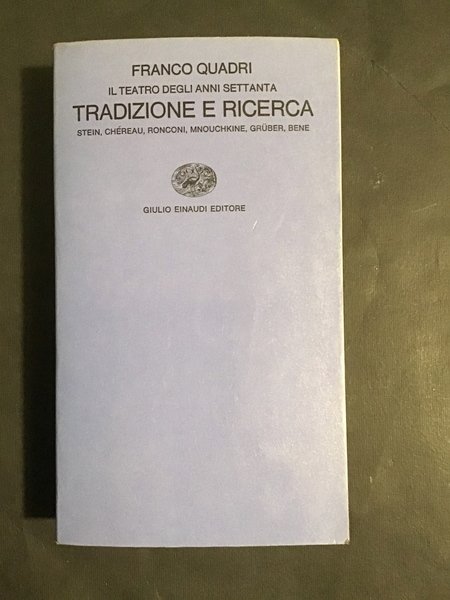 FRANCO QUADRI
IL TEATRO DEGLI ANNI SETTANTA
TRADIZIONE E RICERCA
STEIN, CHÉREAU, RONCONI, MNOUCHKINE, GRÜBER, BENE
GIULIO EINAUDI EDITORE